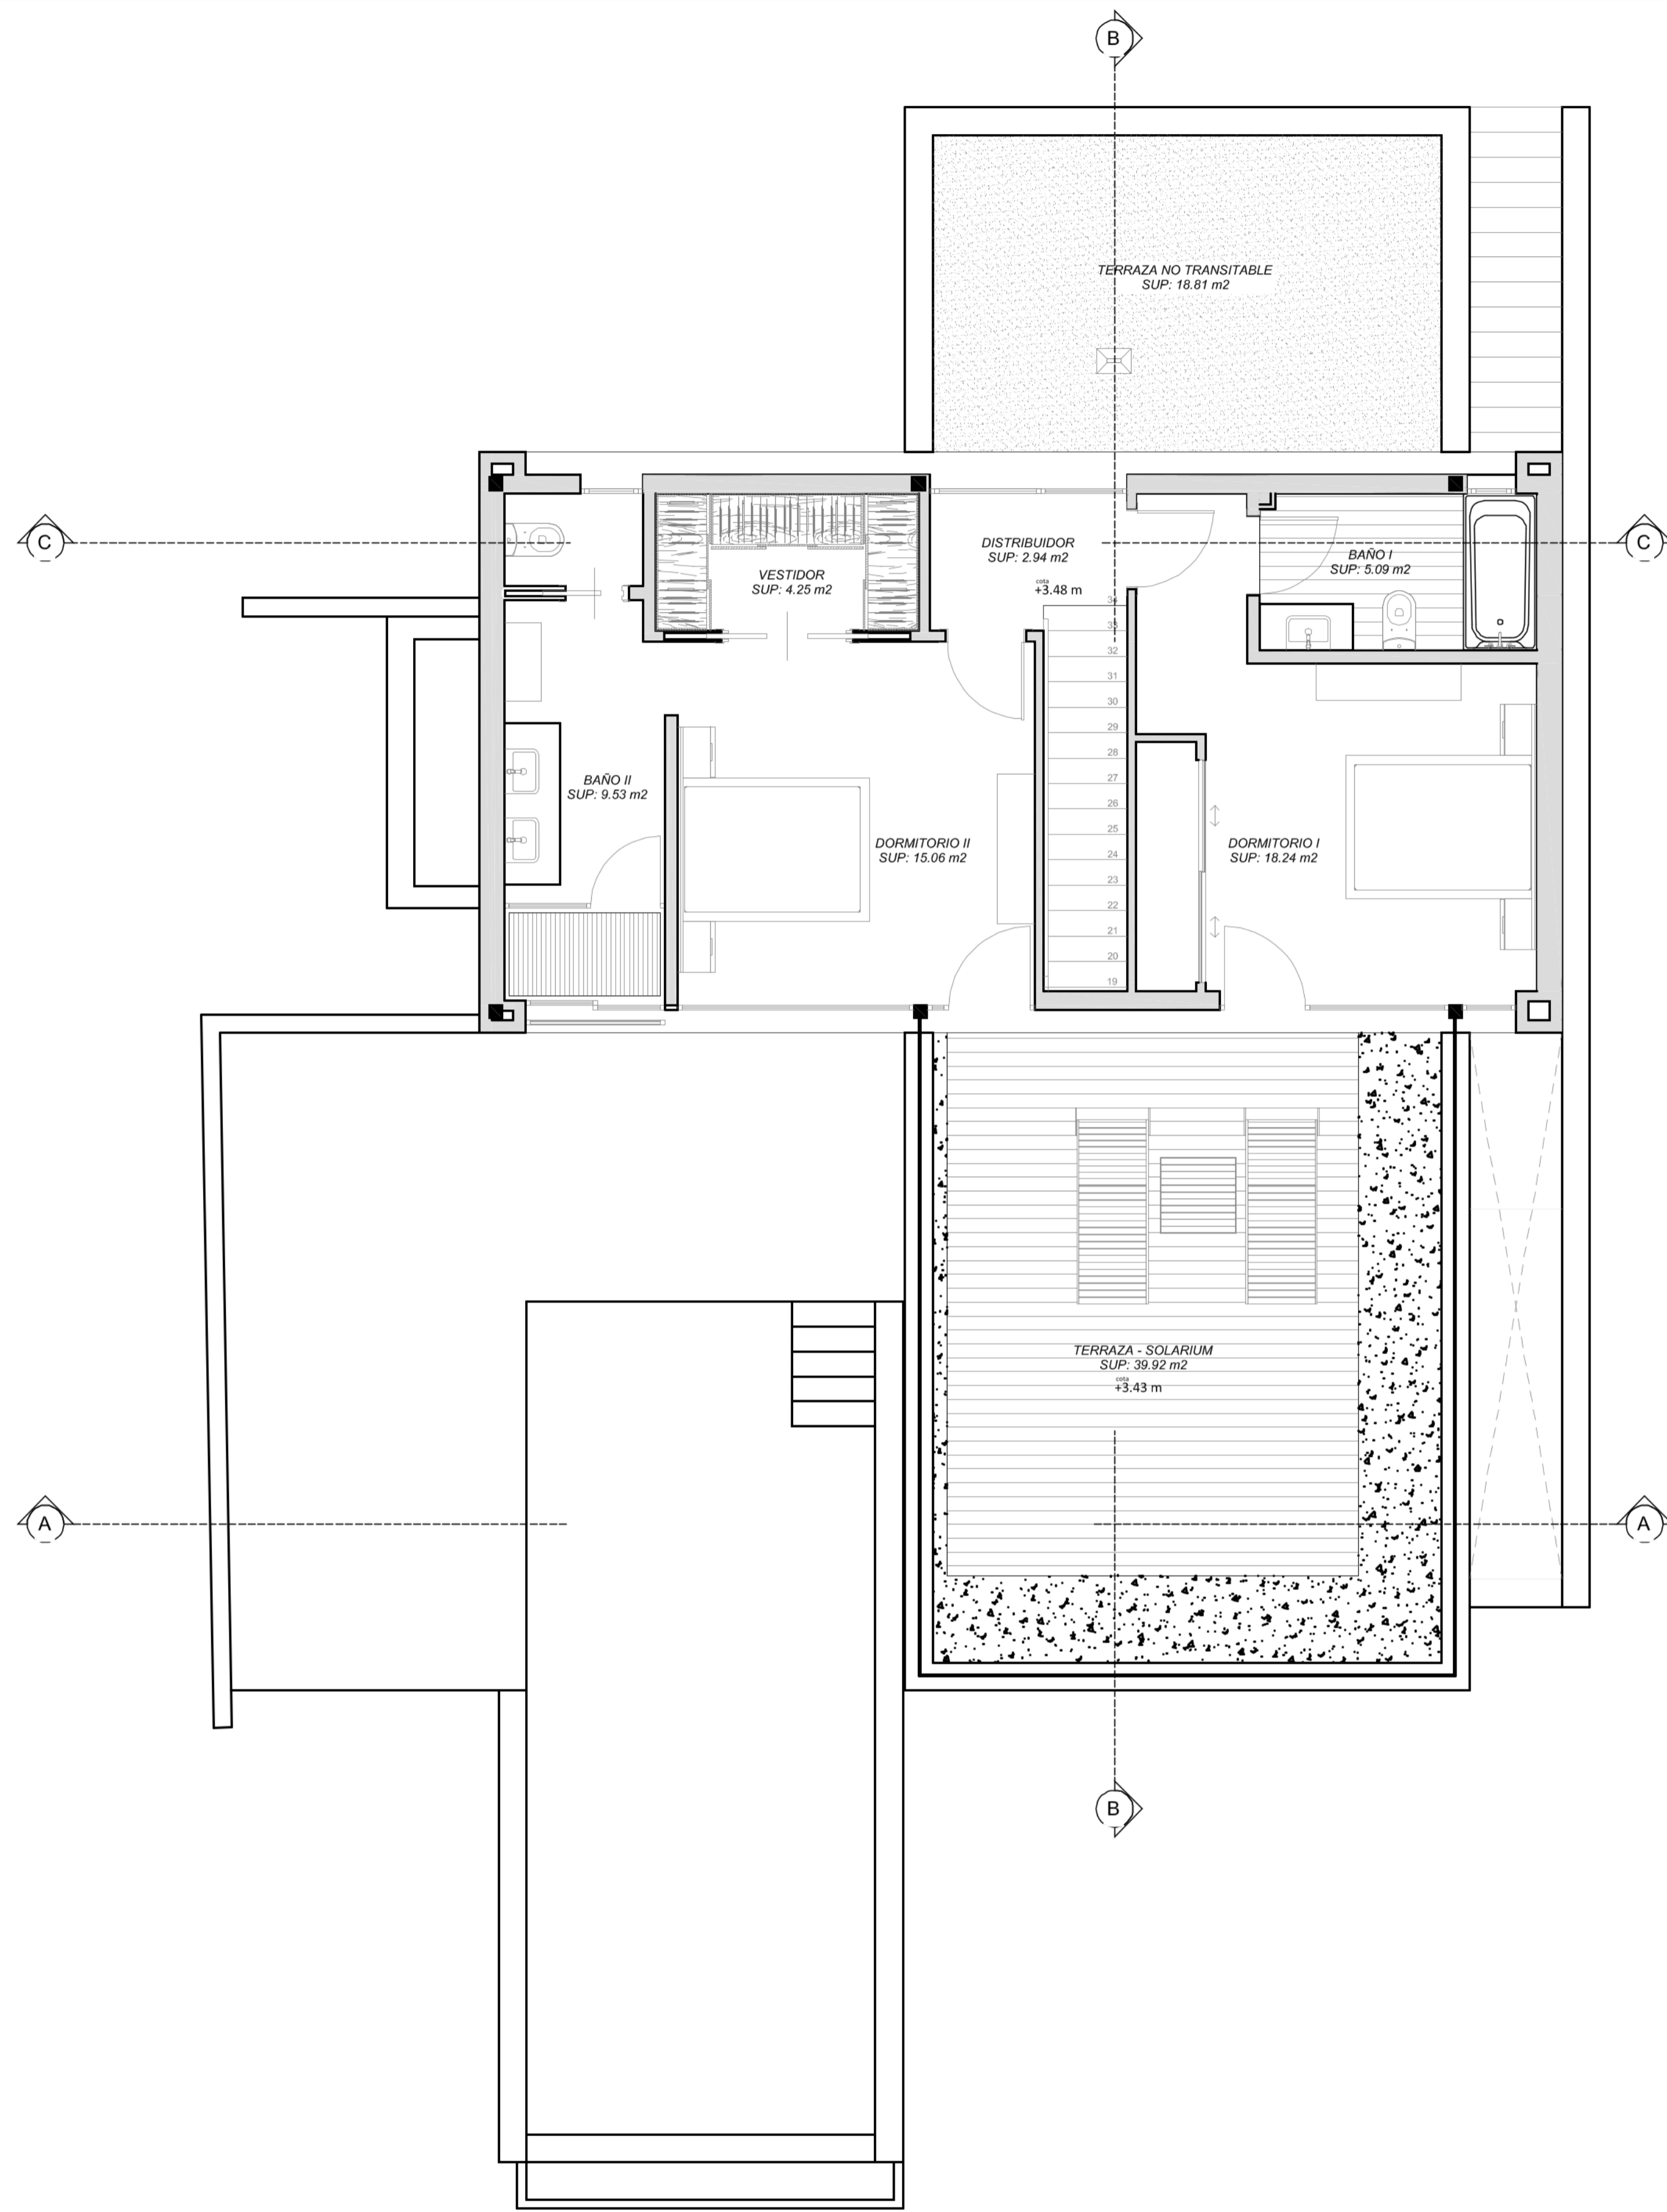 B
TERRAZA NO TRANSITABLE
SUP: 18.81 m2
C
C
DISTRIBUIDOR
SUP: 2.94 m2
cota
+3.48 m
BAÑO I
SUP: 5.09 m2
VESTIDOR
SUP: 4.25 m2
34
33
32
31
30
29
28
27
26
25
24
23
22
21
20
19
BAÑO II
SUP: 9.53 m2
DORMITORIO II
SUP: 15.06 m2
DORMITORIO I
SUP: 18.24 m2
TERRAZA - SOLARIUM
SUP: 39.92 m2
cota
+3.43 m
A
A
B